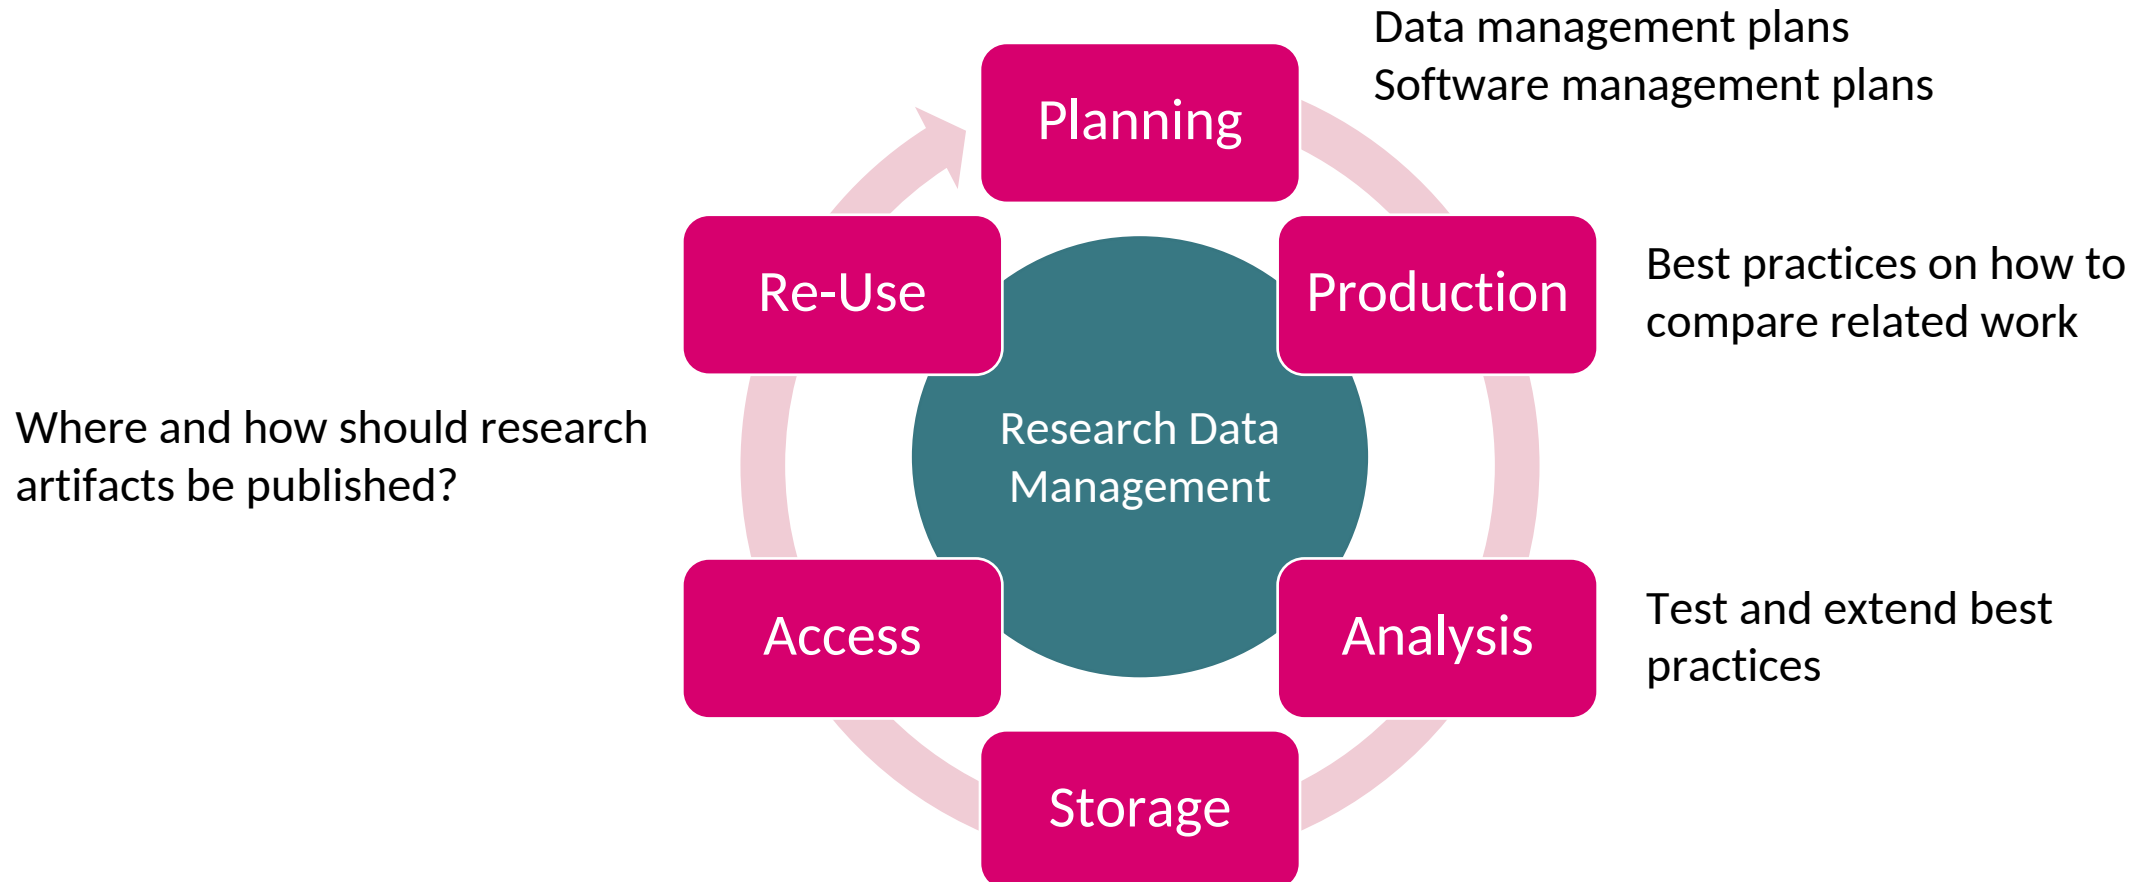 Data management plans
Software management plans
Planning
Re-Use
Production
Best practices on how to
compare related work
Where and how should research
artifacts be published?
Research Data
Management
Access
Analysis
Test and extend best
practices
Storage